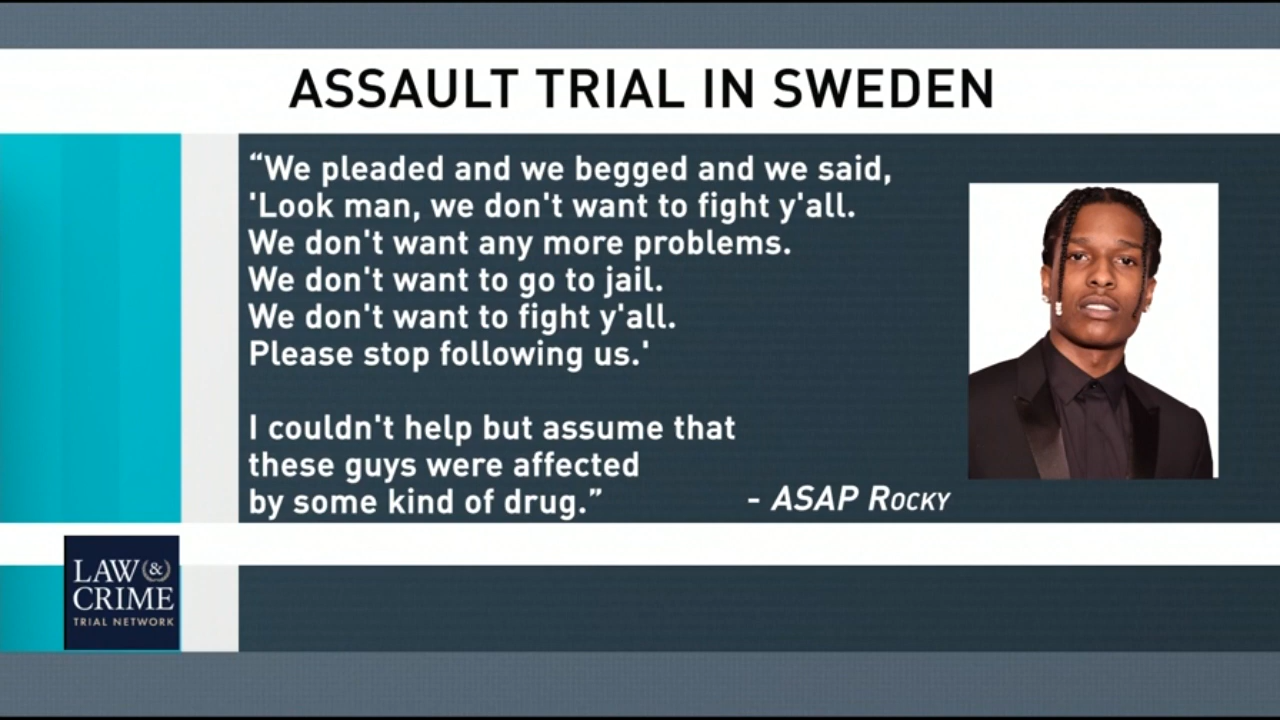 ASSAULT TRIAL IN SWEDEN
“We pleaded and we begged and we said,
'Look man, we don't want to fight y'all.
We don't want any more problems.
We don't want to go to jail.
We don't want to fight y'all.
Please stop following us.'
I couldn't help but assume that
these guys were affected
by some kind of drug.”
- ASAP ROCKY
LAW &
CRIME
TRIAL NETWORK